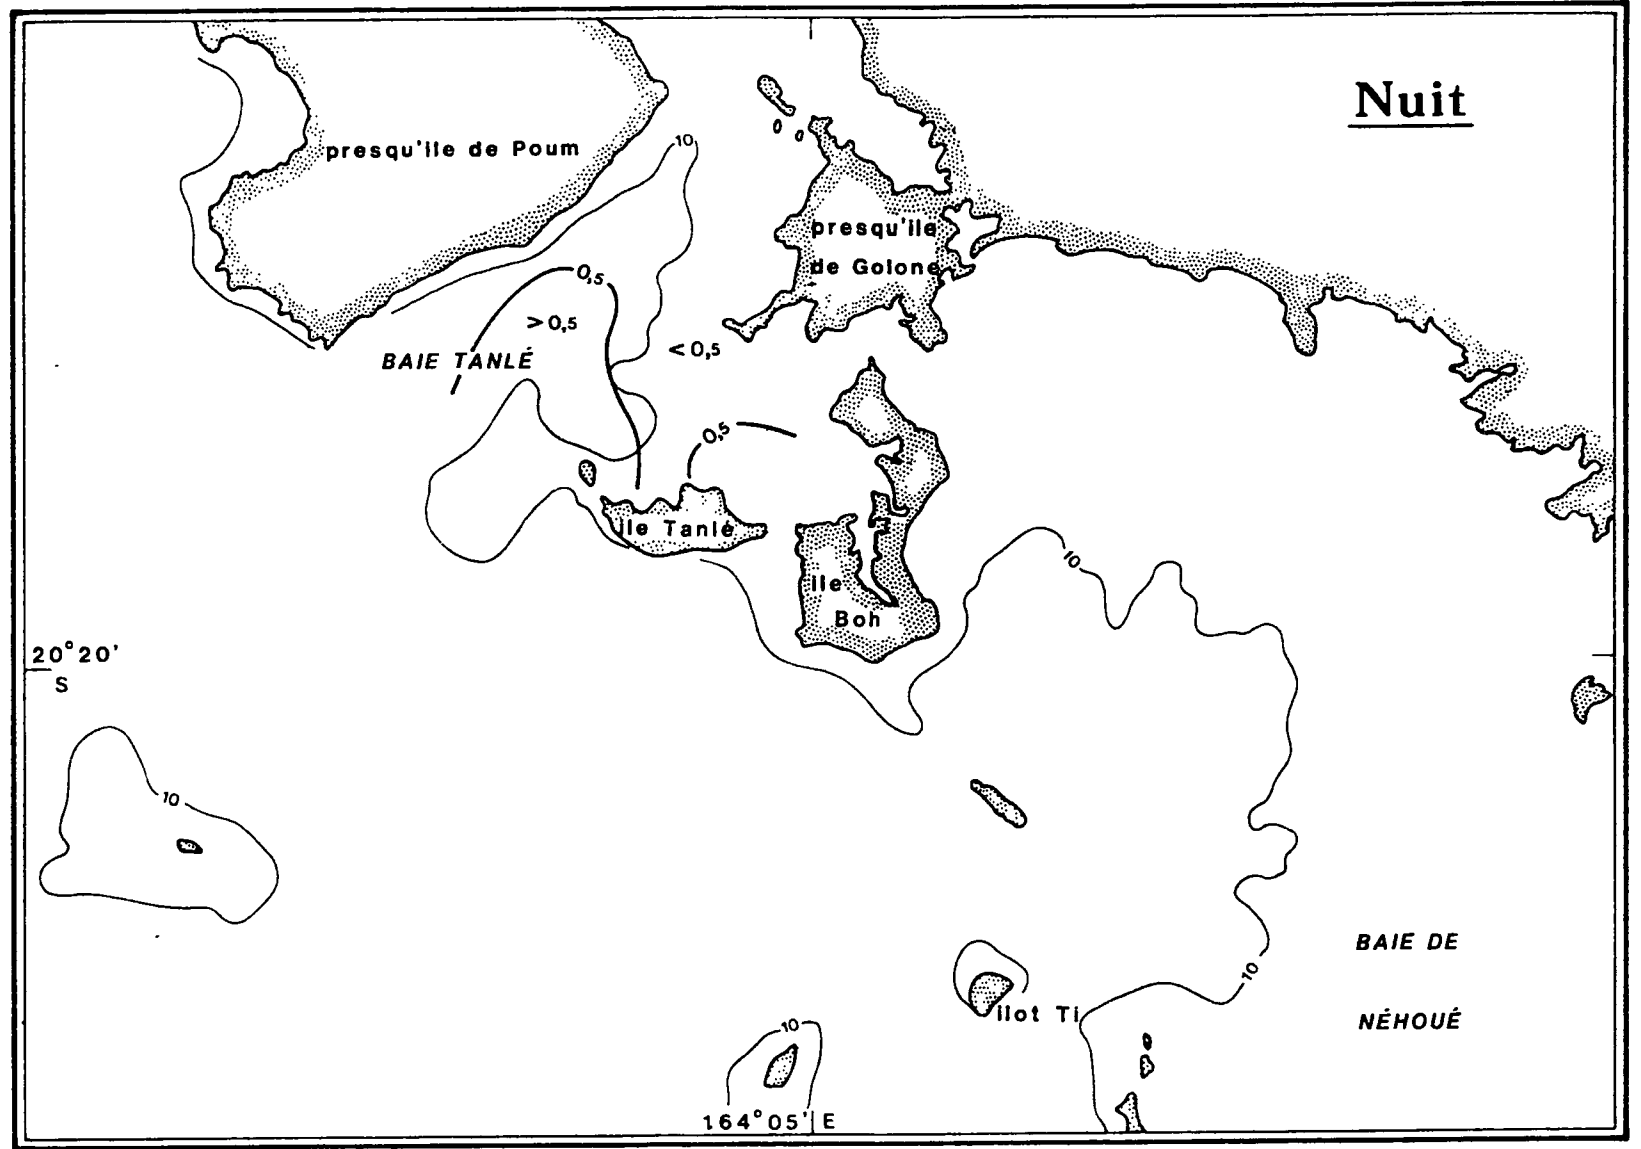 Nuit
presqu'ile de Poum
10
presqu'ile
de Golone
0,5
>0,5
<0,5
BAIE TANLÉ
0,5
ile Tanlé
10
ile
Boh
20°20'
S
10
BAIE DE
10
ilot Ti
NÉHOUÉ
10
164°05' E